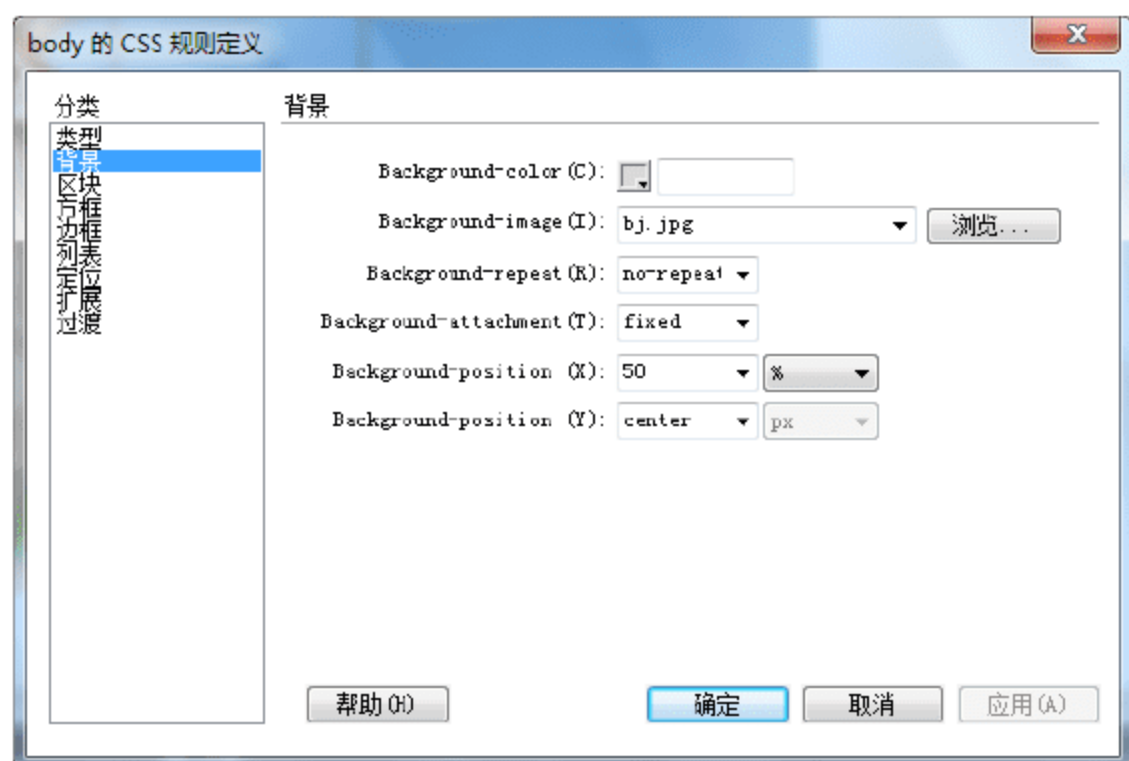 body 的 CSS 规则定义
X
分类
类型
背景
区块
方框
边框
列表
定位
扩展
过渡
背景
Background-color(C):
Background-image(I): bj.jpg 浏览...
Background-repeat(R): no-repeat
Background-attachment(T): fixed
Background-position (X): 50 %
Background-position (Y): center px
帮助(H) 确定 取消 应用(A)